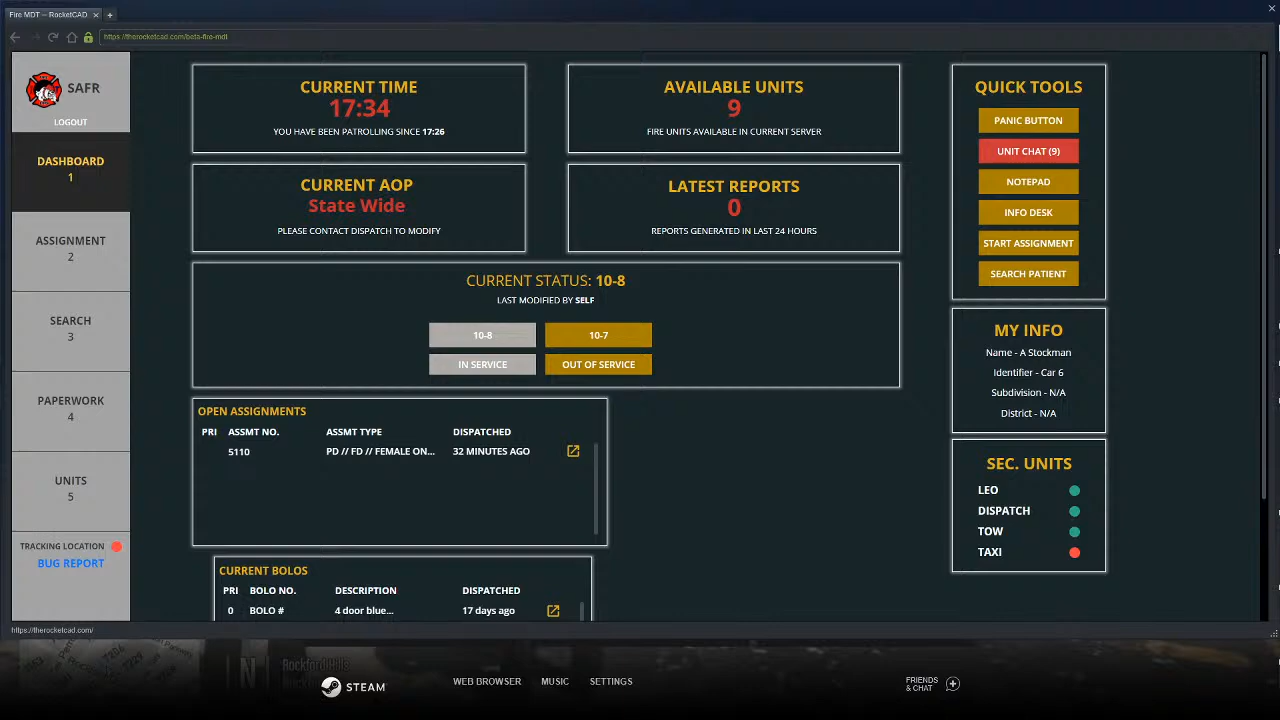 Fire MDT — RocketCAD
https://therocketcad.com/beta-fire-mdt
SAFR
LOGOUT
DASHBOARD
1
ASSIGNMENT
2
SEARCH
3
PAPERWORK
4
UNITS
5
TRACKING LOCATION
BUG REPORT
CURRENT TIME
17:34
YOU HAVE BEEN PATROLLING SINCE 17:26
AVAILABLE UNITS
9
FIRE UNITS AVAILABLE IN CURRENT SERVER
CURRENT AOP
State Wide
PLEASE CONTACT DISPATCH TO MODIFY
LATEST REPORTS
0
REPORTS GENERATED IN LAST 24 HOURS
CURRENT STATUS: 10-8
LAST MODIFIED BY SELF
10-8 10-7
IN SERVICE OUT OF SERVICE
OPEN ASSIGNMENTS
PRI ASSMT NO. ASSMT TYPE DISPATCHED
5110 PD // FD // FEMALE ON... 32 MINUTES AGO
CURRENT BOLOS
PRI BOLO NO. DESCRIPTION DISPATCHED
0 BOLO # 4 door blue... 17 days ago
QUICK TOOLS
PANIC BUTTON
UNIT CHAT (9)
NOTEPAD
INFO DESK
START ASSIGNMENT
SEARCH PATIENT
MY INFO
Name - A Stockman
Identifier - Car 6
Subdivision - N/A
District - N/A
SEC. UNITS
LEO
DISPATCH
TOW
TAXI
https://therocketcad.com/
N
Rockford Hills
STEAM
WEB BROWSER MUSIC SETTINGS
FRIENDS
& CHAT